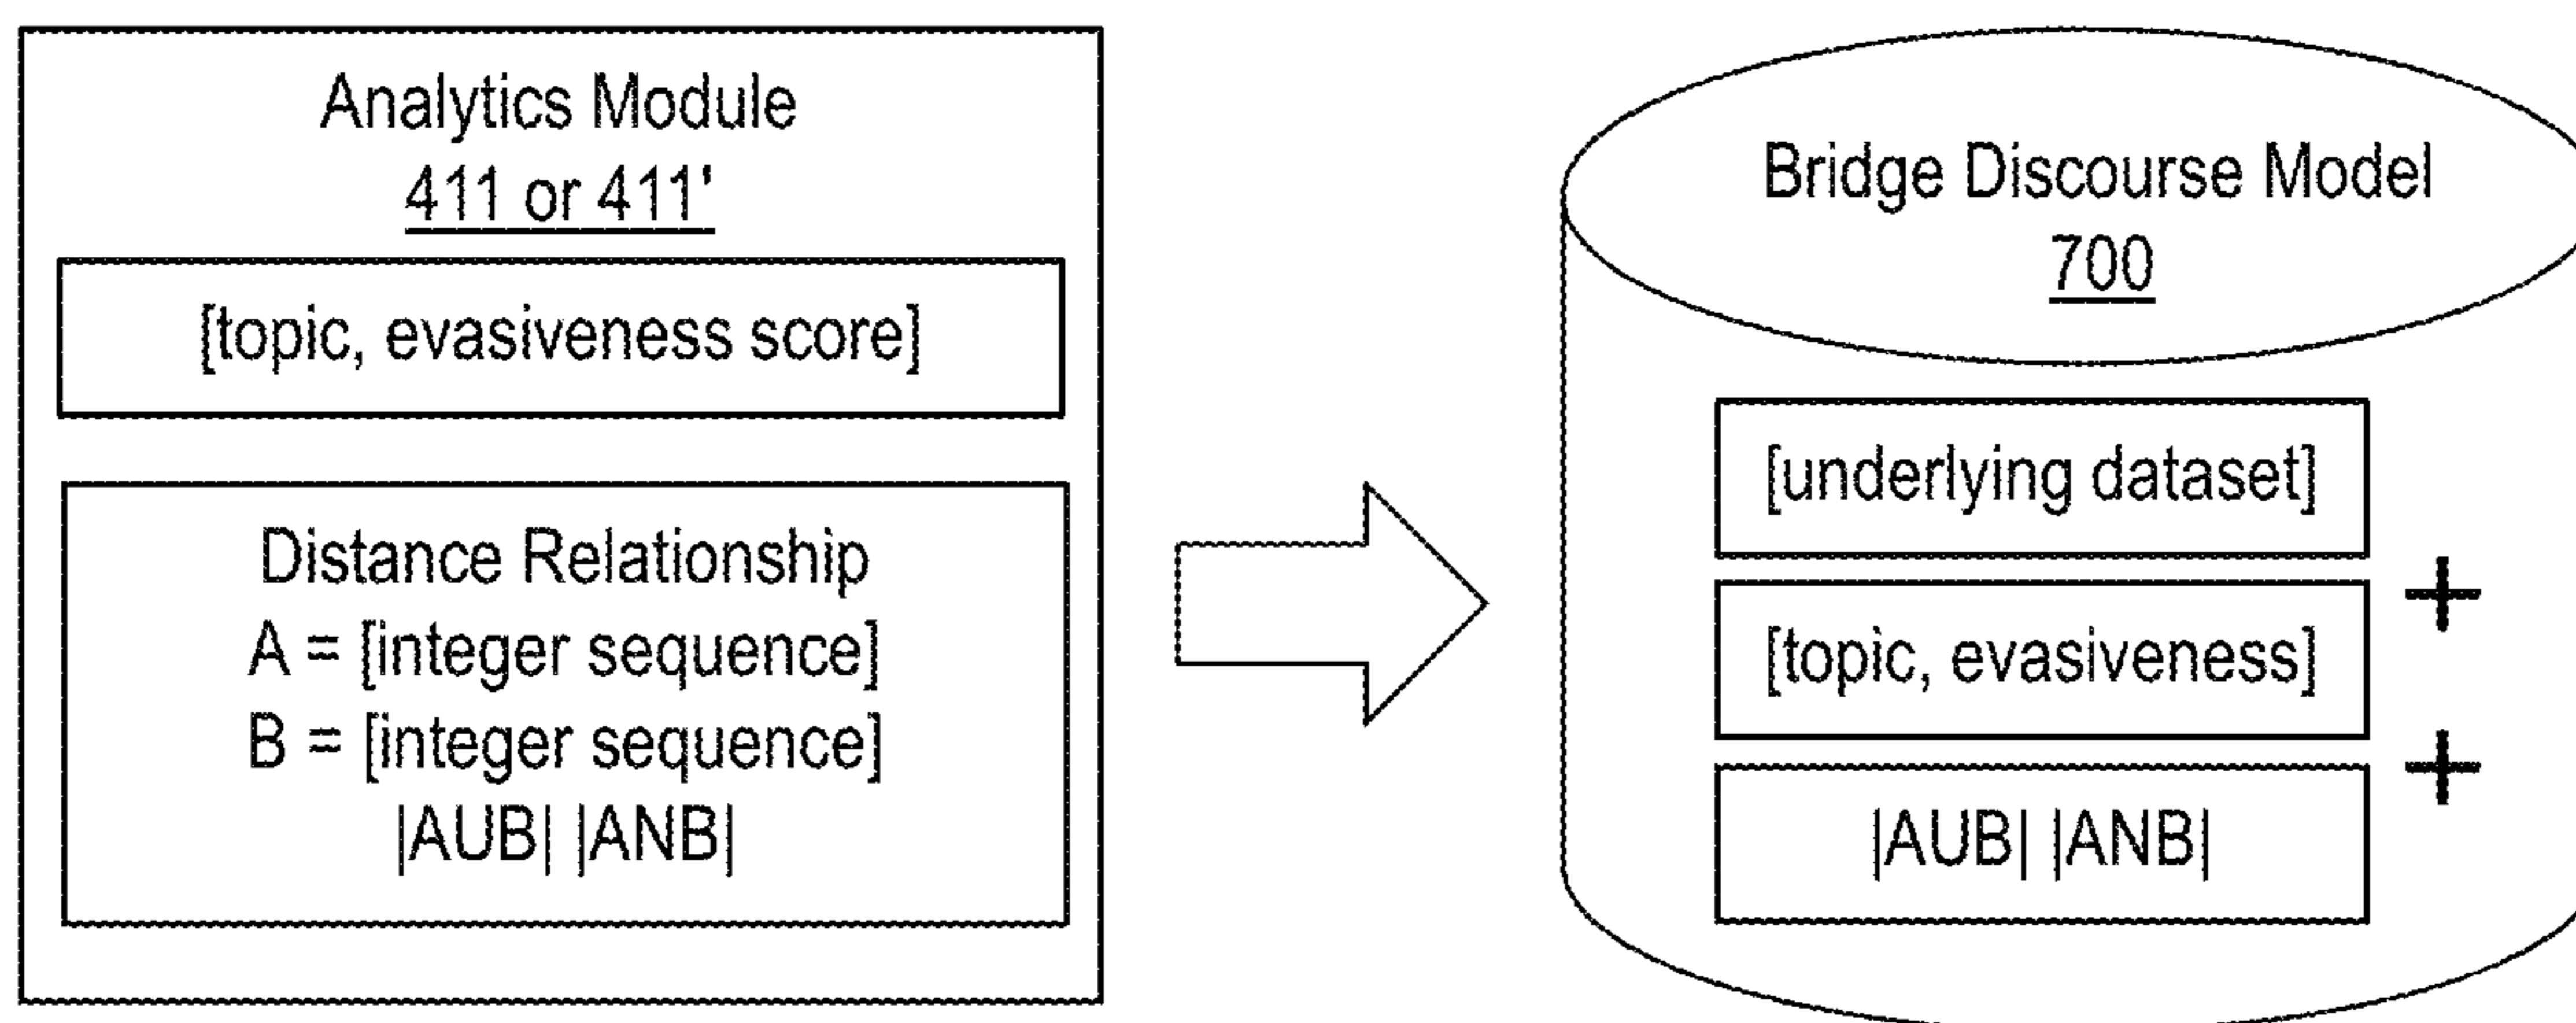 Analytics Module
411 or 411'
[topic, evasiveness score]
Distance Relationship
A = [integer sequence]
B = [integer sequence]
|AUB| |ANB|
Bridge Discourse Model
700
[underlying dataset]
+
[topic, evasiveness]
+
|AUB| |ANB|